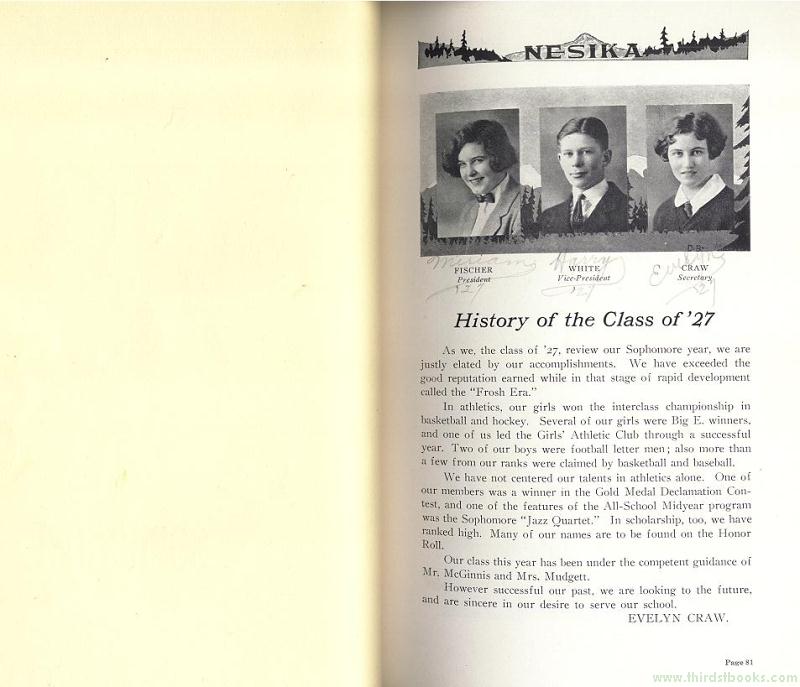 NESIKA
D.B.
Miriam Harry Evelyn
FISCHER WHITE CRAW
President Vice-President Secretary
'27 '27 '27
History of the Class of '27
As we, the class of '27, review our Sophomore year, we are
justly elated by our accomplishments. We have exceeded the
good reputation earned while in that stage of rapid development
called the "Frosh Era."
In athletics, our girls won the interclass championship in
basketball and hockey. Several of our girls were Big E. winners,
and one of us led the Girls' Athletic Club through a successful
year. Two of our boys were football letter men; also more than
a few from our ranks were claimed by basketball and baseball.
We have not centered our talents in athletics alone. One of
our members was a winner in the Gold Medal Declamation Con-
test, and one of the features of the All-School Midyear program
was the Sophomore "Jazz Quartet." In scholarship, too, we have
ranked high. Many of our names are to be found on the Honor
Roll.
Our class this year has been under the competent guidance of
Mr. McGinnis and Mrs. Mudgett.
However successful our past, we are looking to the future,
and are sincere in our desire to serve our school.
EVELYN CRAW.
Page 81
www.thirdstbooks.com